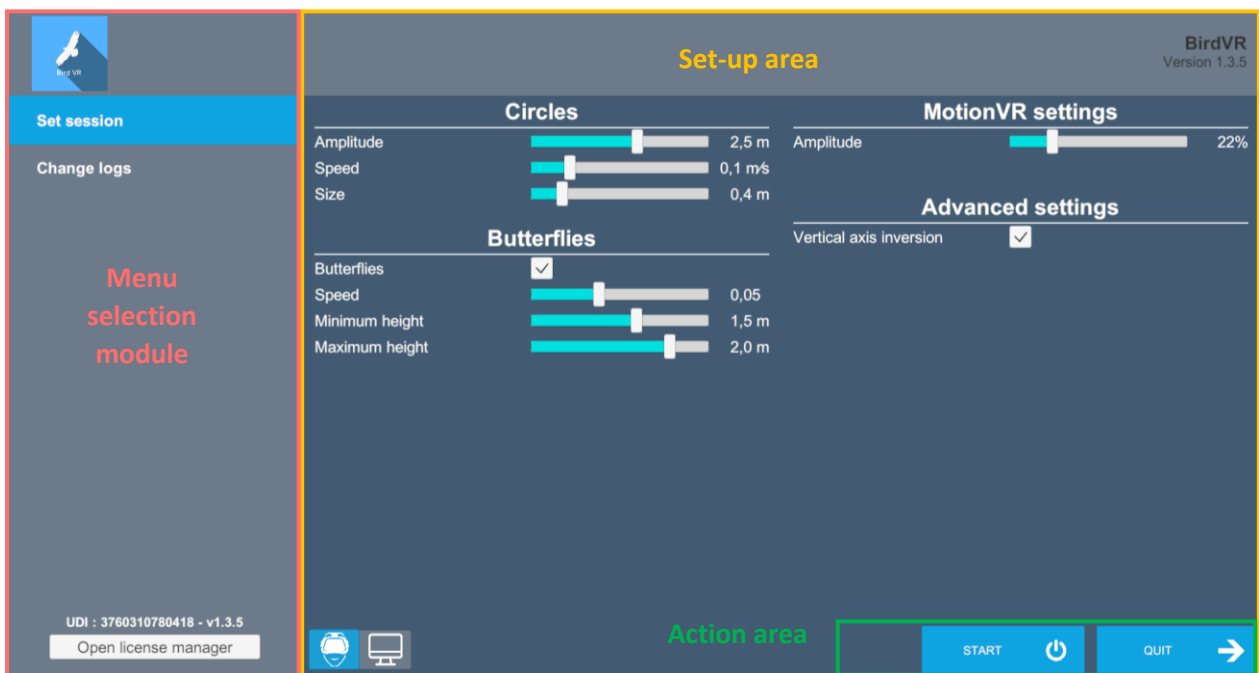 Bird VR
Set session
Change logs
Menu
selection
module
UDI : 3760310780418 - v1.3.5
Open license manager
Set-up area
BirdVR
Version 1.3.5
Circles
Amplitude 2,5 m
Speed 0,1 m/s
Size 0,4 m
Butterflies
Butterflies
Speed 0,05
Minimum height 1,5 m
Maximum height 2,0 m
MotionVR settings
Amplitude 22%
Advanced settings
Vertical axis inversion
Action area
START
QUIT